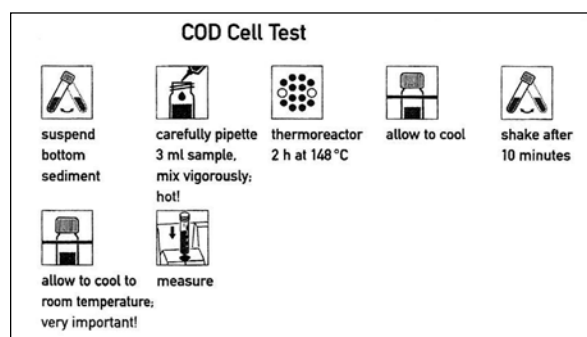 COD Cell Test
suspend
bottom
sediment
carefully pipette
3 ml sample,
mix vigorously;
hot!
thermoreactor
2 h at 148 °C
allow to cool
shake after
10 minutes
allow to cool to
room temperature;
very important!
measure